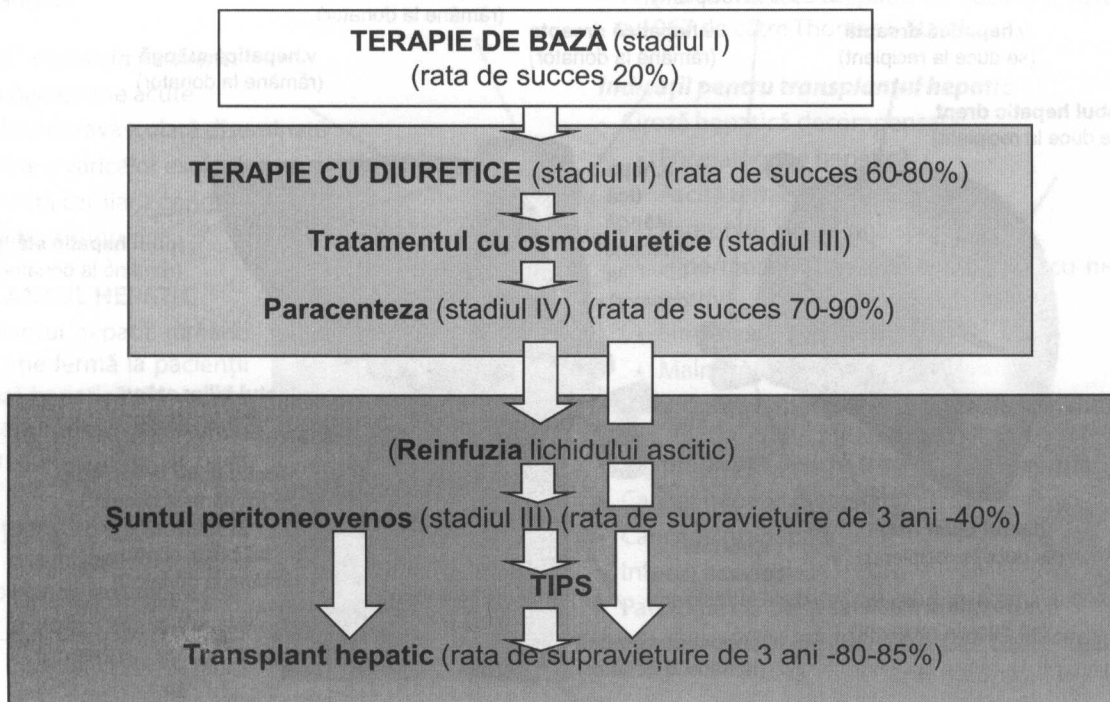 TERAPIE DE BAZĂ (stadiul I)
(rata de succes 20%)
TERAPIE CU DIURETICE (stadiul II) (rata de succes 60-80%)
Tratamentul cu osmodiuretice (stadiul III)
Paracenteza (stadiul IV) (rata de succes 70-90%)
(Reinfuzia lichidului ascitic)
Şuntul peritoneovenos (stadiul III) (rata de supravieţuire de 3 ani -40%)
TIPS
Transplant hepatic (rata de supravieţuire de 3 ani -80-85%)